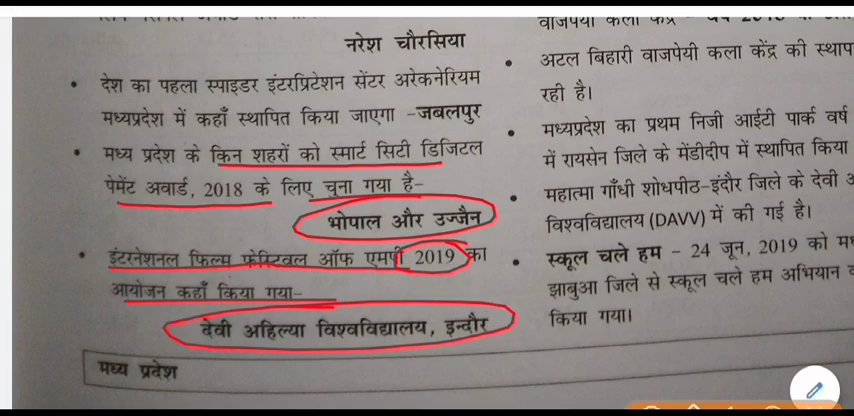 नरेश चौरसिया
• देश का पहला स्पाइडर इंटरप्रिटेशन सेंटर अरेकनेरियम
मध्यप्रदेश में कहाँ स्थापित किया जाएगा -जबलपुर
• मध्य प्रदेश के किन शहरों को स्मार्ट सिटी डिजिटल
पेमेंट अवार्ड, 2018 के लिए चुना गया है-
भोपाल और उज्जैन
• इंटरनेशनल फिल्म फेस्टिवल ऑफ एमपी 2019 का
आयोजन कहाँ किया गया-
देवी अहिल्या विश्वविद्यालय, इन्दौर
मध्य प्रदेश
वाजपेयी कला केंद्र
• अटल बिहारी वाजपेयी कला केंद्र की स्थाप
रही है।
• मध्यप्रदेश का प्रथम निजी आईटी पार्क वर्ष
में रायसेन जिले के मेंडीदीप में स्थापित किया
• महात्मा गाँधी शोधपीठ-इंदौर जिले के देवी अ
विश्वविद्यालय (DAVV) में की गई है।
• स्कूल चले हम - 24 जून, 2019 को मध
झाबुआ जिले से स्कूल चले हम अभियान क
किया गया।